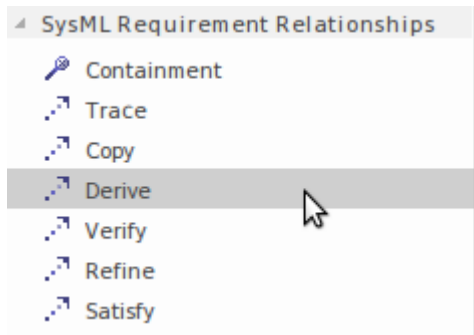 SysML Requirement Relationships
Containment
Trace
Copy
Derive
Verify
Refine
Satisfy